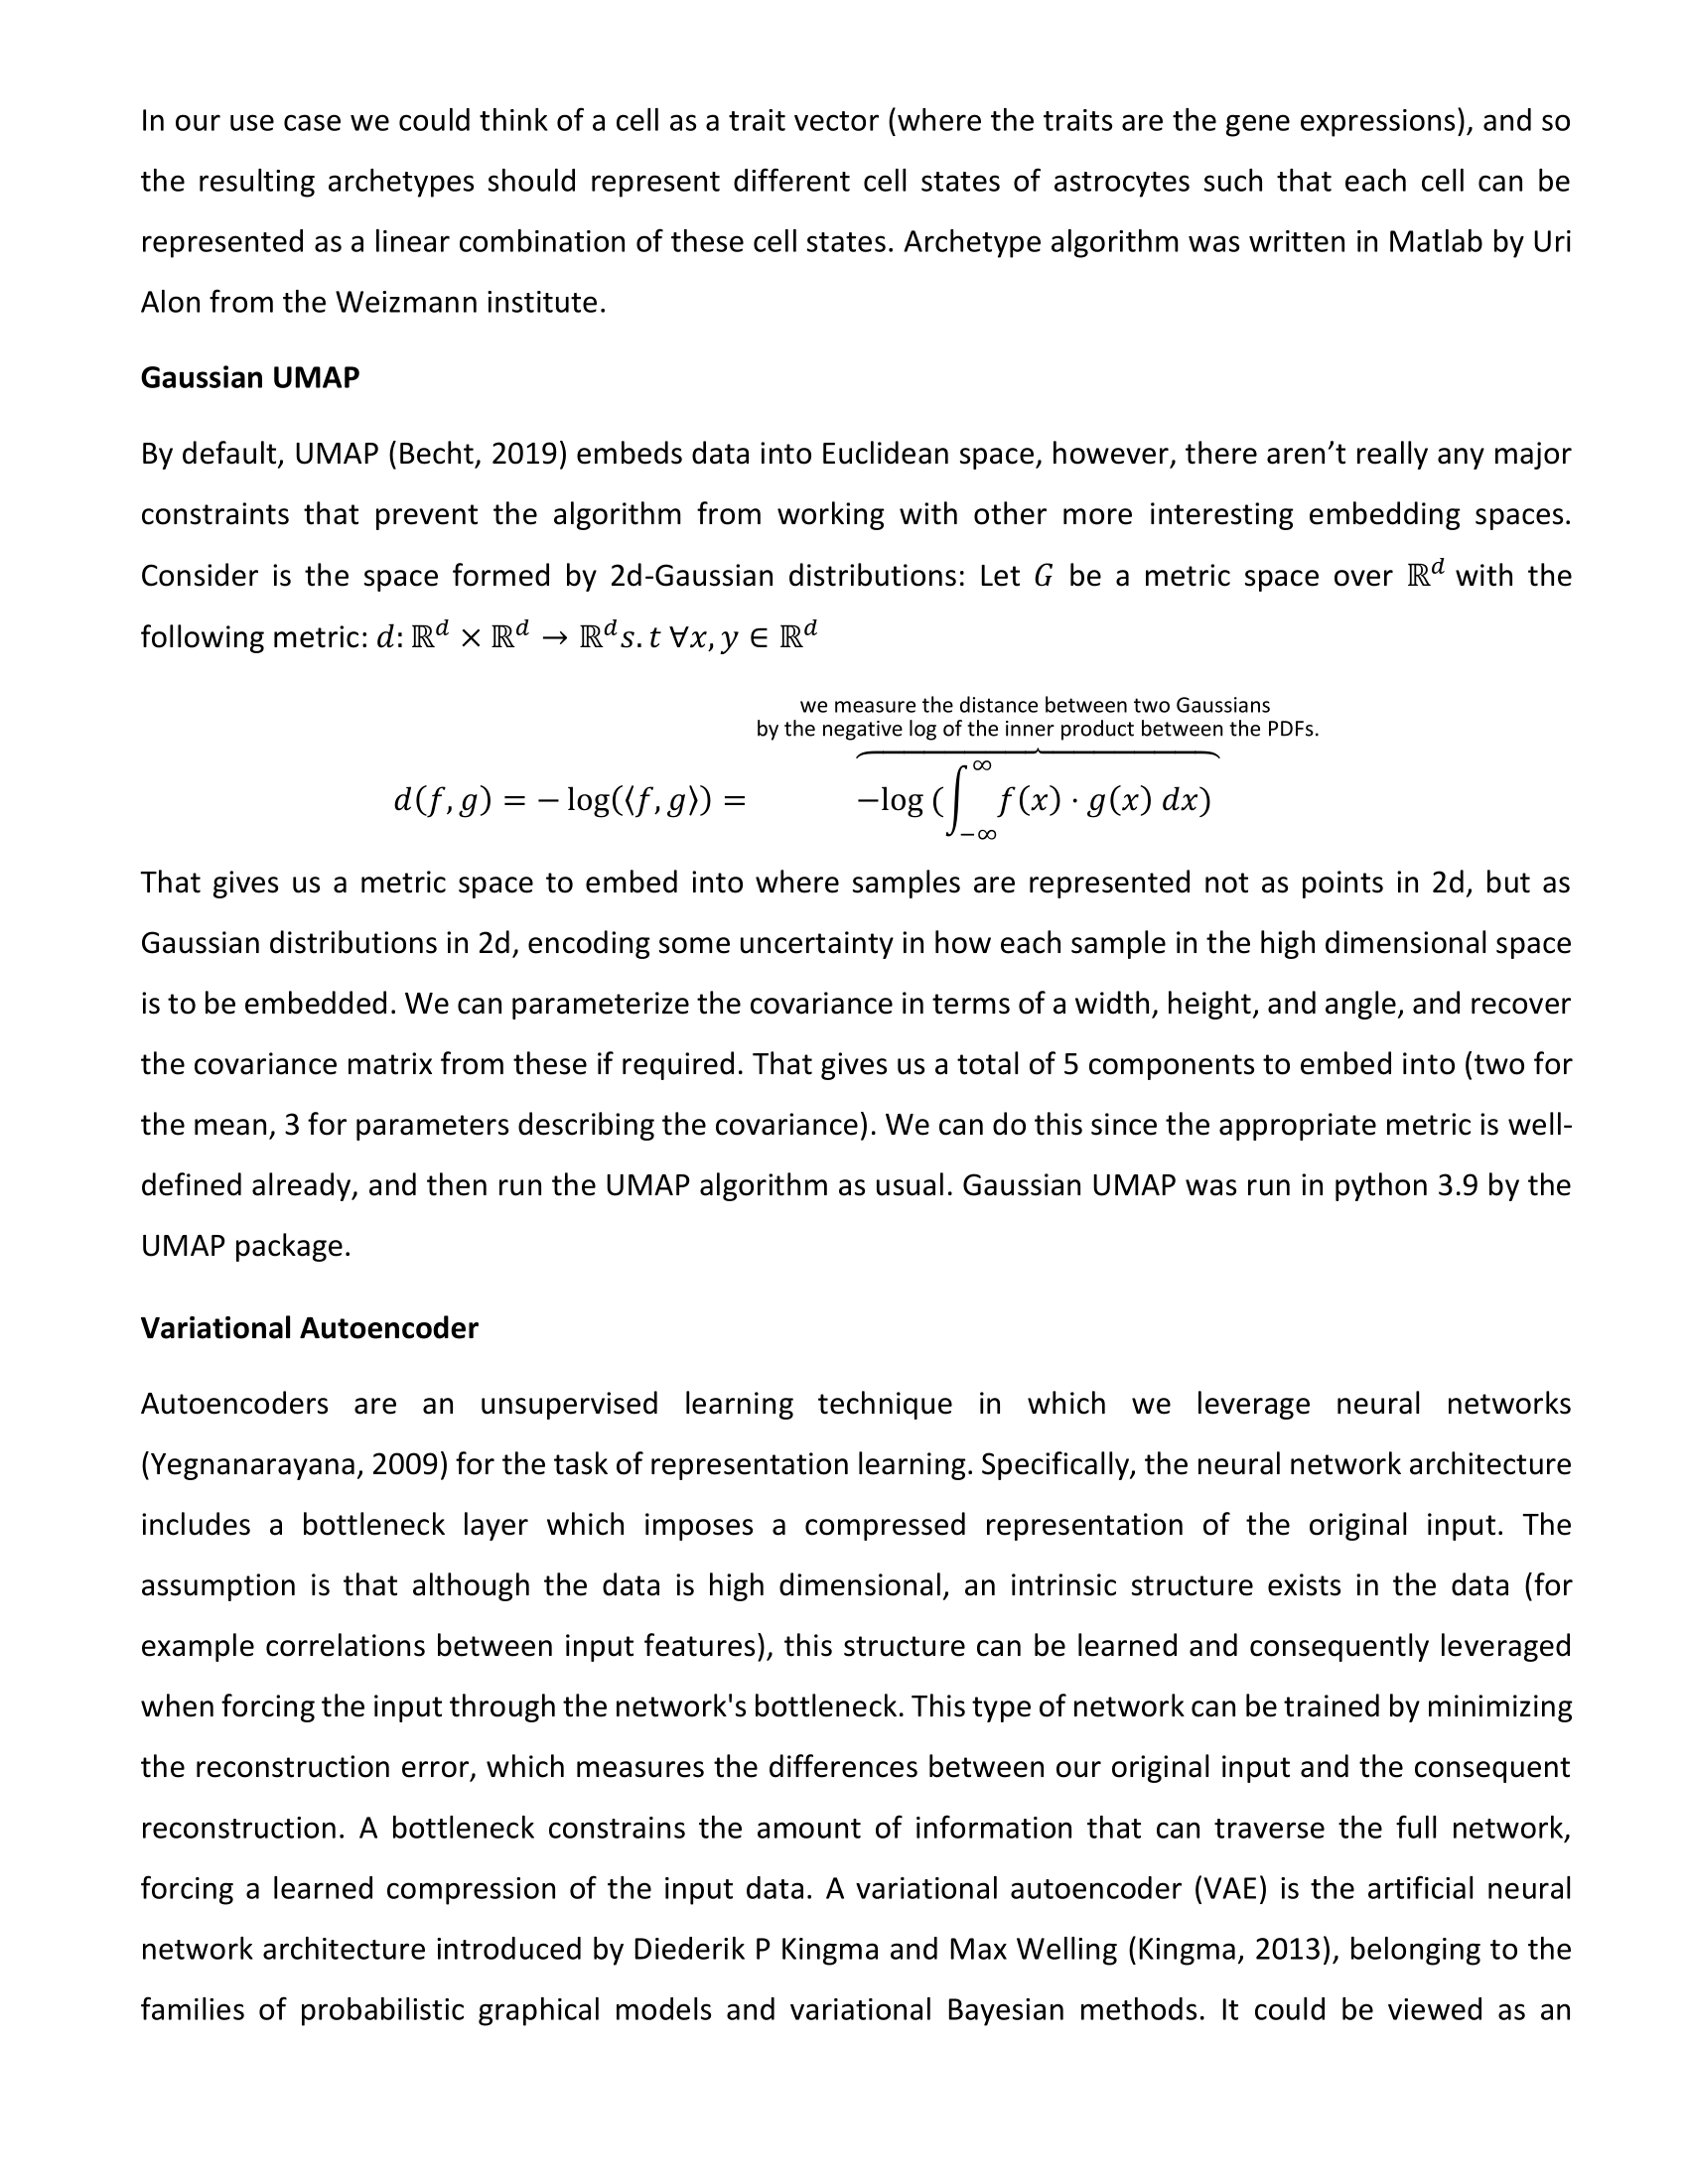 In our use case we could think of a cell as a trait vector (where the traits are the gene expressions), and so
the resulting archetypes should represent different cell states of astrocytes such that each cell can be
represented as a linear combination of these cell states. Archetype algorithm was written in Matlab by Uri
Alon from the Weizmann institute.
Gaussian UMAP
By default, UMAP (Becht, 2019) embeds data into Euclidean space, however, there aren’t really any major
constraints that prevent the algorithm from working with other more interesting embedding spaces.
Consider is the space formed by 2d-Gaussian distributions: Let 𝐺 be a metric space over ℝ^𝑑 with the
following metric: 𝑑: ℝ^𝑑 × ℝ^𝑑 → ℝ^𝑑 𝑠. 𝑡 ∀𝑥, 𝑦 ∈ ℝ^𝑑
we measure the distance between two Gaussians
by the negative log of the inner product between the PDFs.
𝑑(𝑓, 𝑔) = − log(⟨𝑓, 𝑔⟩) = −log (∫_{−∞}^{∞} 𝑓(𝑥) · 𝑔(𝑥) 𝑑𝑥)
That gives us a metric space to embed into where samples are represented not as points in 2d, but as
Gaussian distributions in 2d, encoding some uncertainty in how each sample in the high dimensional space
is to be embedded. We can parameterize the covariance in terms of a width, height, and angle, and recover
the covariance matrix from these if required. That gives us a total of 5 components to embed into (two for
the mean, 3 for parameters describing the covariance). We can do this since the appropriate metric is well-
defined already, and then run the UMAP algorithm as usual. Gaussian UMAP was run in python 3.9 by the
UMAP package.
Variational Autoencoder
Autoencoders are an unsupervised learning technique in which we leverage neural networks
(Yegnanarayana, 2009) for the task of representation learning. Specifically, the neural network architecture
includes a bottleneck layer which imposes a compressed representation of the original input. The
assumption is that although the data is high dimensional, an intrinsic structure exists in the data (for
example correlations between input features), this structure can be learned and consequently leveraged
when forcing the input through the network's bottleneck. This type of network can be trained by minimizing
the reconstruction error, which measures the differences between our original input and the consequent
reconstruction. A bottleneck constrains the amount of information that can traverse the full network,
forcing a learned compression of the input data. A variational autoencoder (VAE) is the artificial neural
network architecture introduced by Diederik P Kingma and Max Welling (Kingma, 2013), belonging to the
families of probabilistic graphical models and variational Bayesian methods. It could be viewed as an